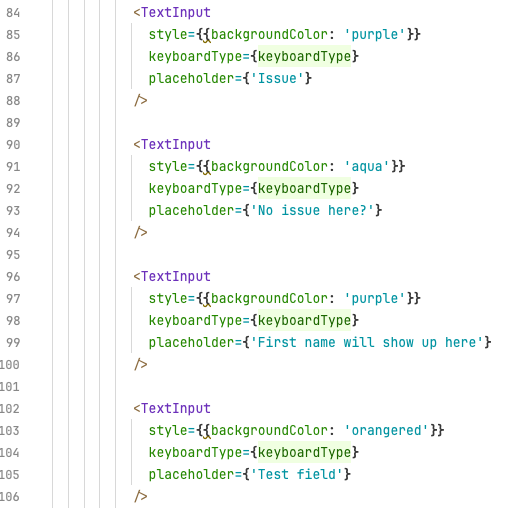 84 <TextInput
85 style={{backgroundColor: 'purple'}}
86 keyboardType={keyboardType}
87 placeholder={'Issue'}
88 />
89
90 <TextInput
91 style={{backgroundColor: 'aqua'}}
92 keyboardType={keyboardType}
93 placeholder={'No issue here?'}
94 />
95
96 <TextInput
97 style={{backgroundColor: 'purple'}}
98 keyboardType={keyboardType}
99 placeholder={'First name will show up here'}
100 />
101
102 <TextInput
103 style={{backgroundColor: 'orangered'}}
104 keyboardType={keyboardType}
105 placeholder={'Test field'}
106 />